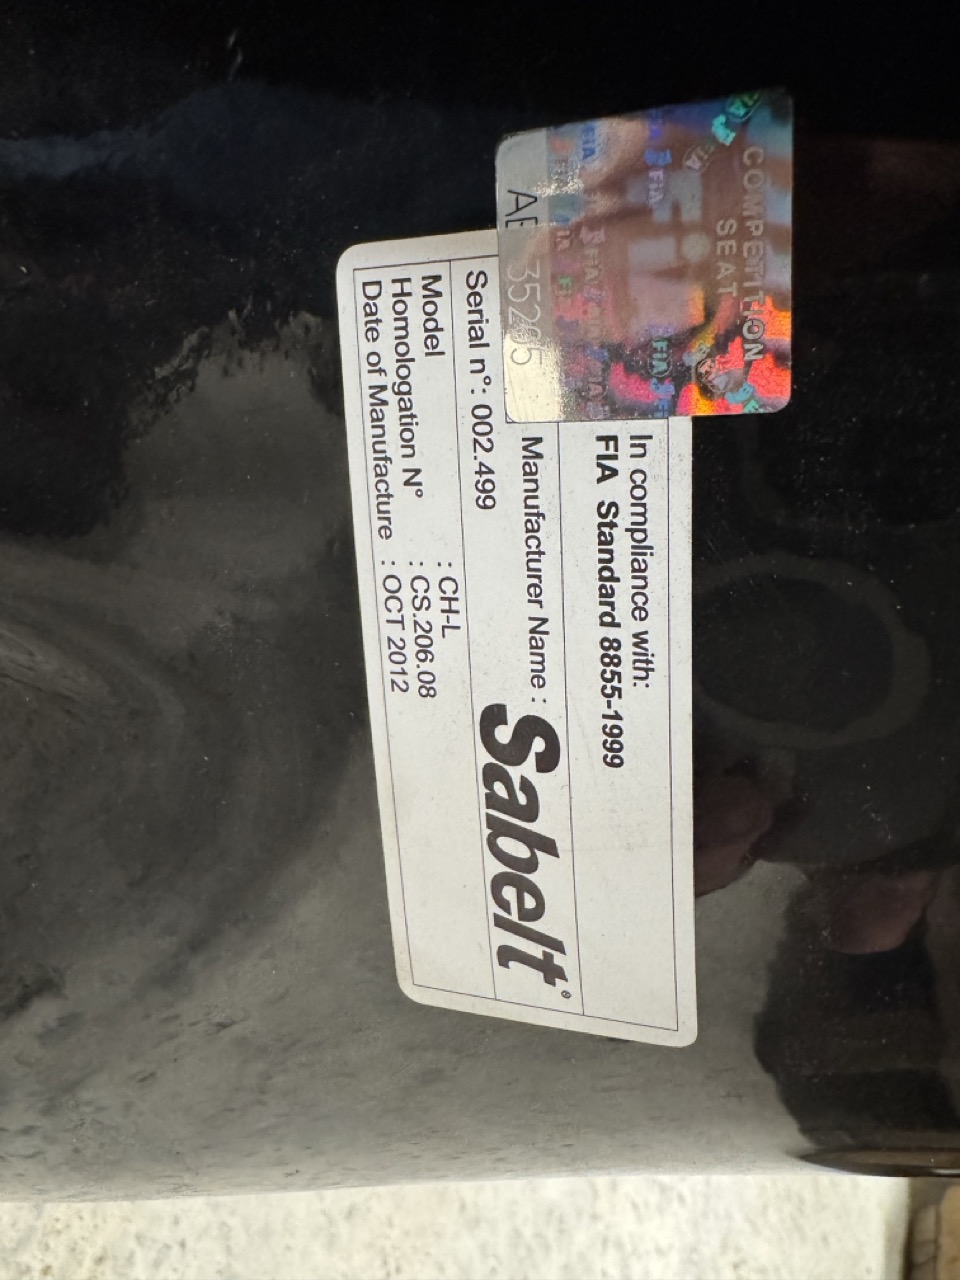 COMPETITION
SEAT
FIA
In compliance with:
FIA Standard 8855-1999
Manufacturer Name : Sabelt®
Serial n°: 002.499
Model : CH-L
Homologation N° : CS.206.08
Date of Manufacture : OCT 2012